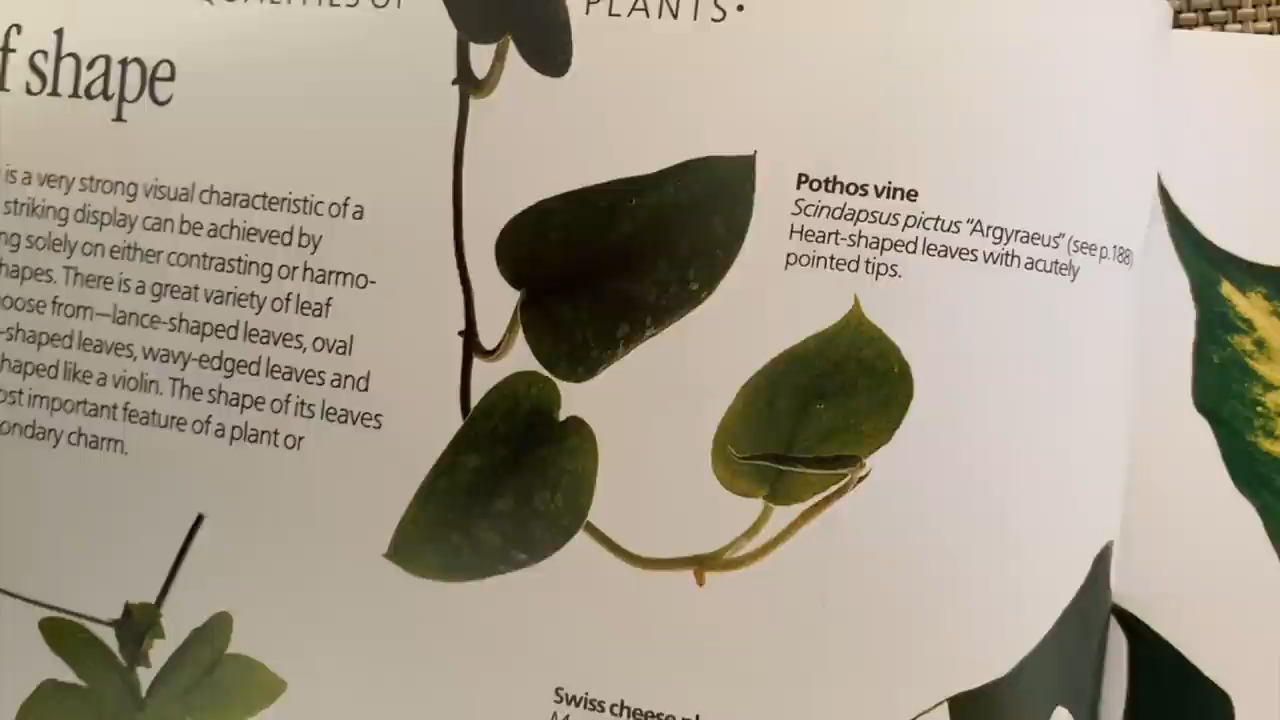 PLANTS•
f shape
is a very strong visual characteristic of a
striking display can be achieved by
ng solely on either contrasting or harmo-
hapes. There is a great variety of leaf
oose from—lance-shaped leaves, oval
-shaped leaves, wavy-edged leaves and
haped like a violin. The shape of its leaves
ost important feature of a plant or
ondary charm.
Pothos vine
Scindapsus pictus "Argyraeus" (see p.188)
Heart-shaped leaves with acutely
pointed tips.
Swiss cheese pl